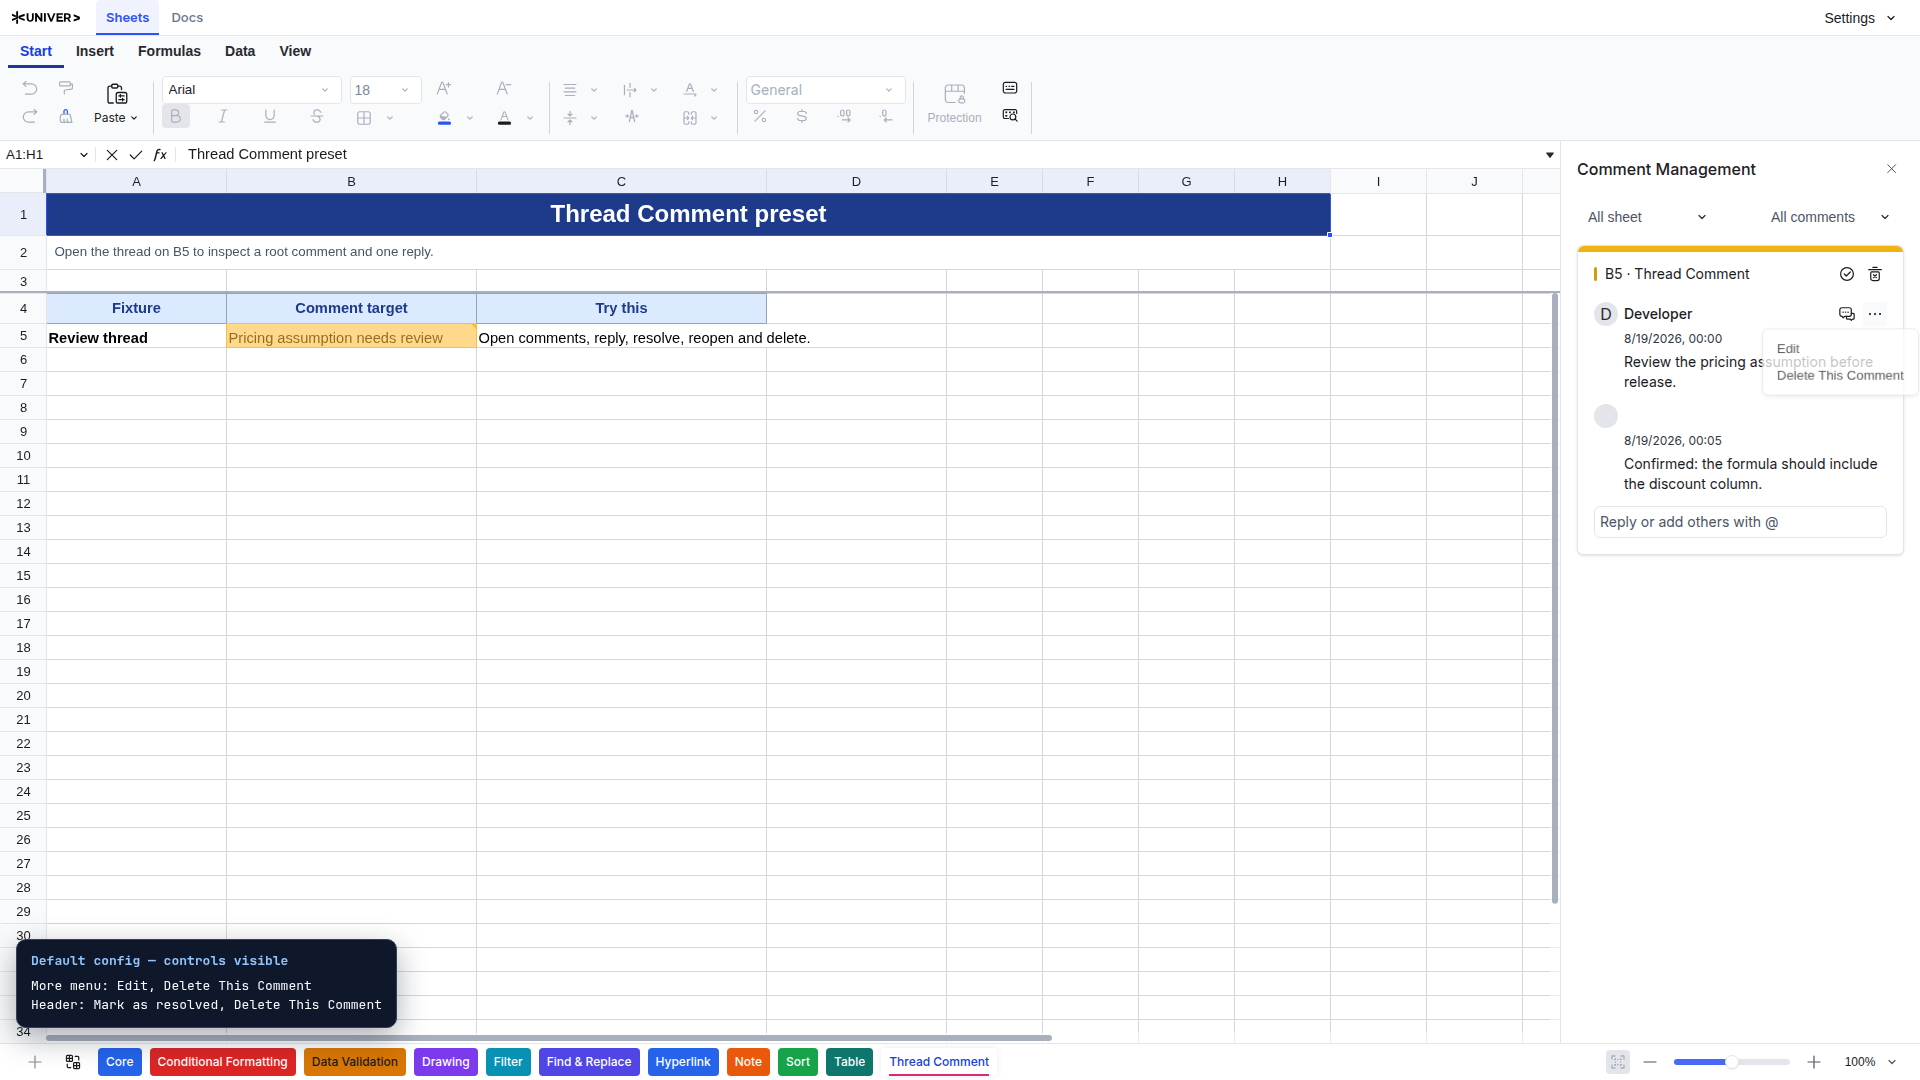 UNIVER
Sheets
Docs
Settings
Start
Insert
Formulas
Data
View
Paste
Arial
18
General
Protection
A1:H1
fx
Thread Comment preset
A
B
C
D
E
F
G
H
I
J
1
Thread Comment preset
2
Open the thread on B5 to inspect a root comment and one reply.
3
4
Fixture
Comment target
Try this
5
Review thread
Pricing assumption needs review
Open comments, reply, resolve, reopen and delete.
6
7
8
9
10
11
12
13
14
15
16
17
18
19
20
21
22
23
24
25
26
27
28
29
30
34
Comment Management
All sheet
All comments
B5 · Thread Comment
D
Developer
8/19/2026, 00:00
Review the pricing assumption before
release.
Edit
Delete This Comment
8/19/2026, 00:05
Confirmed: the formula should include
the discount column.
Reply or add others with @
Default config — controls visible
More menu: Edit, Delete This Comment
Header: Mark as resolved, Delete This Comment
Core
Conditional Formatting
Data Validation
Drawing
Filter
Find & Replace
Hyperlink
Note
Sort
Table
Thread Comment
100%